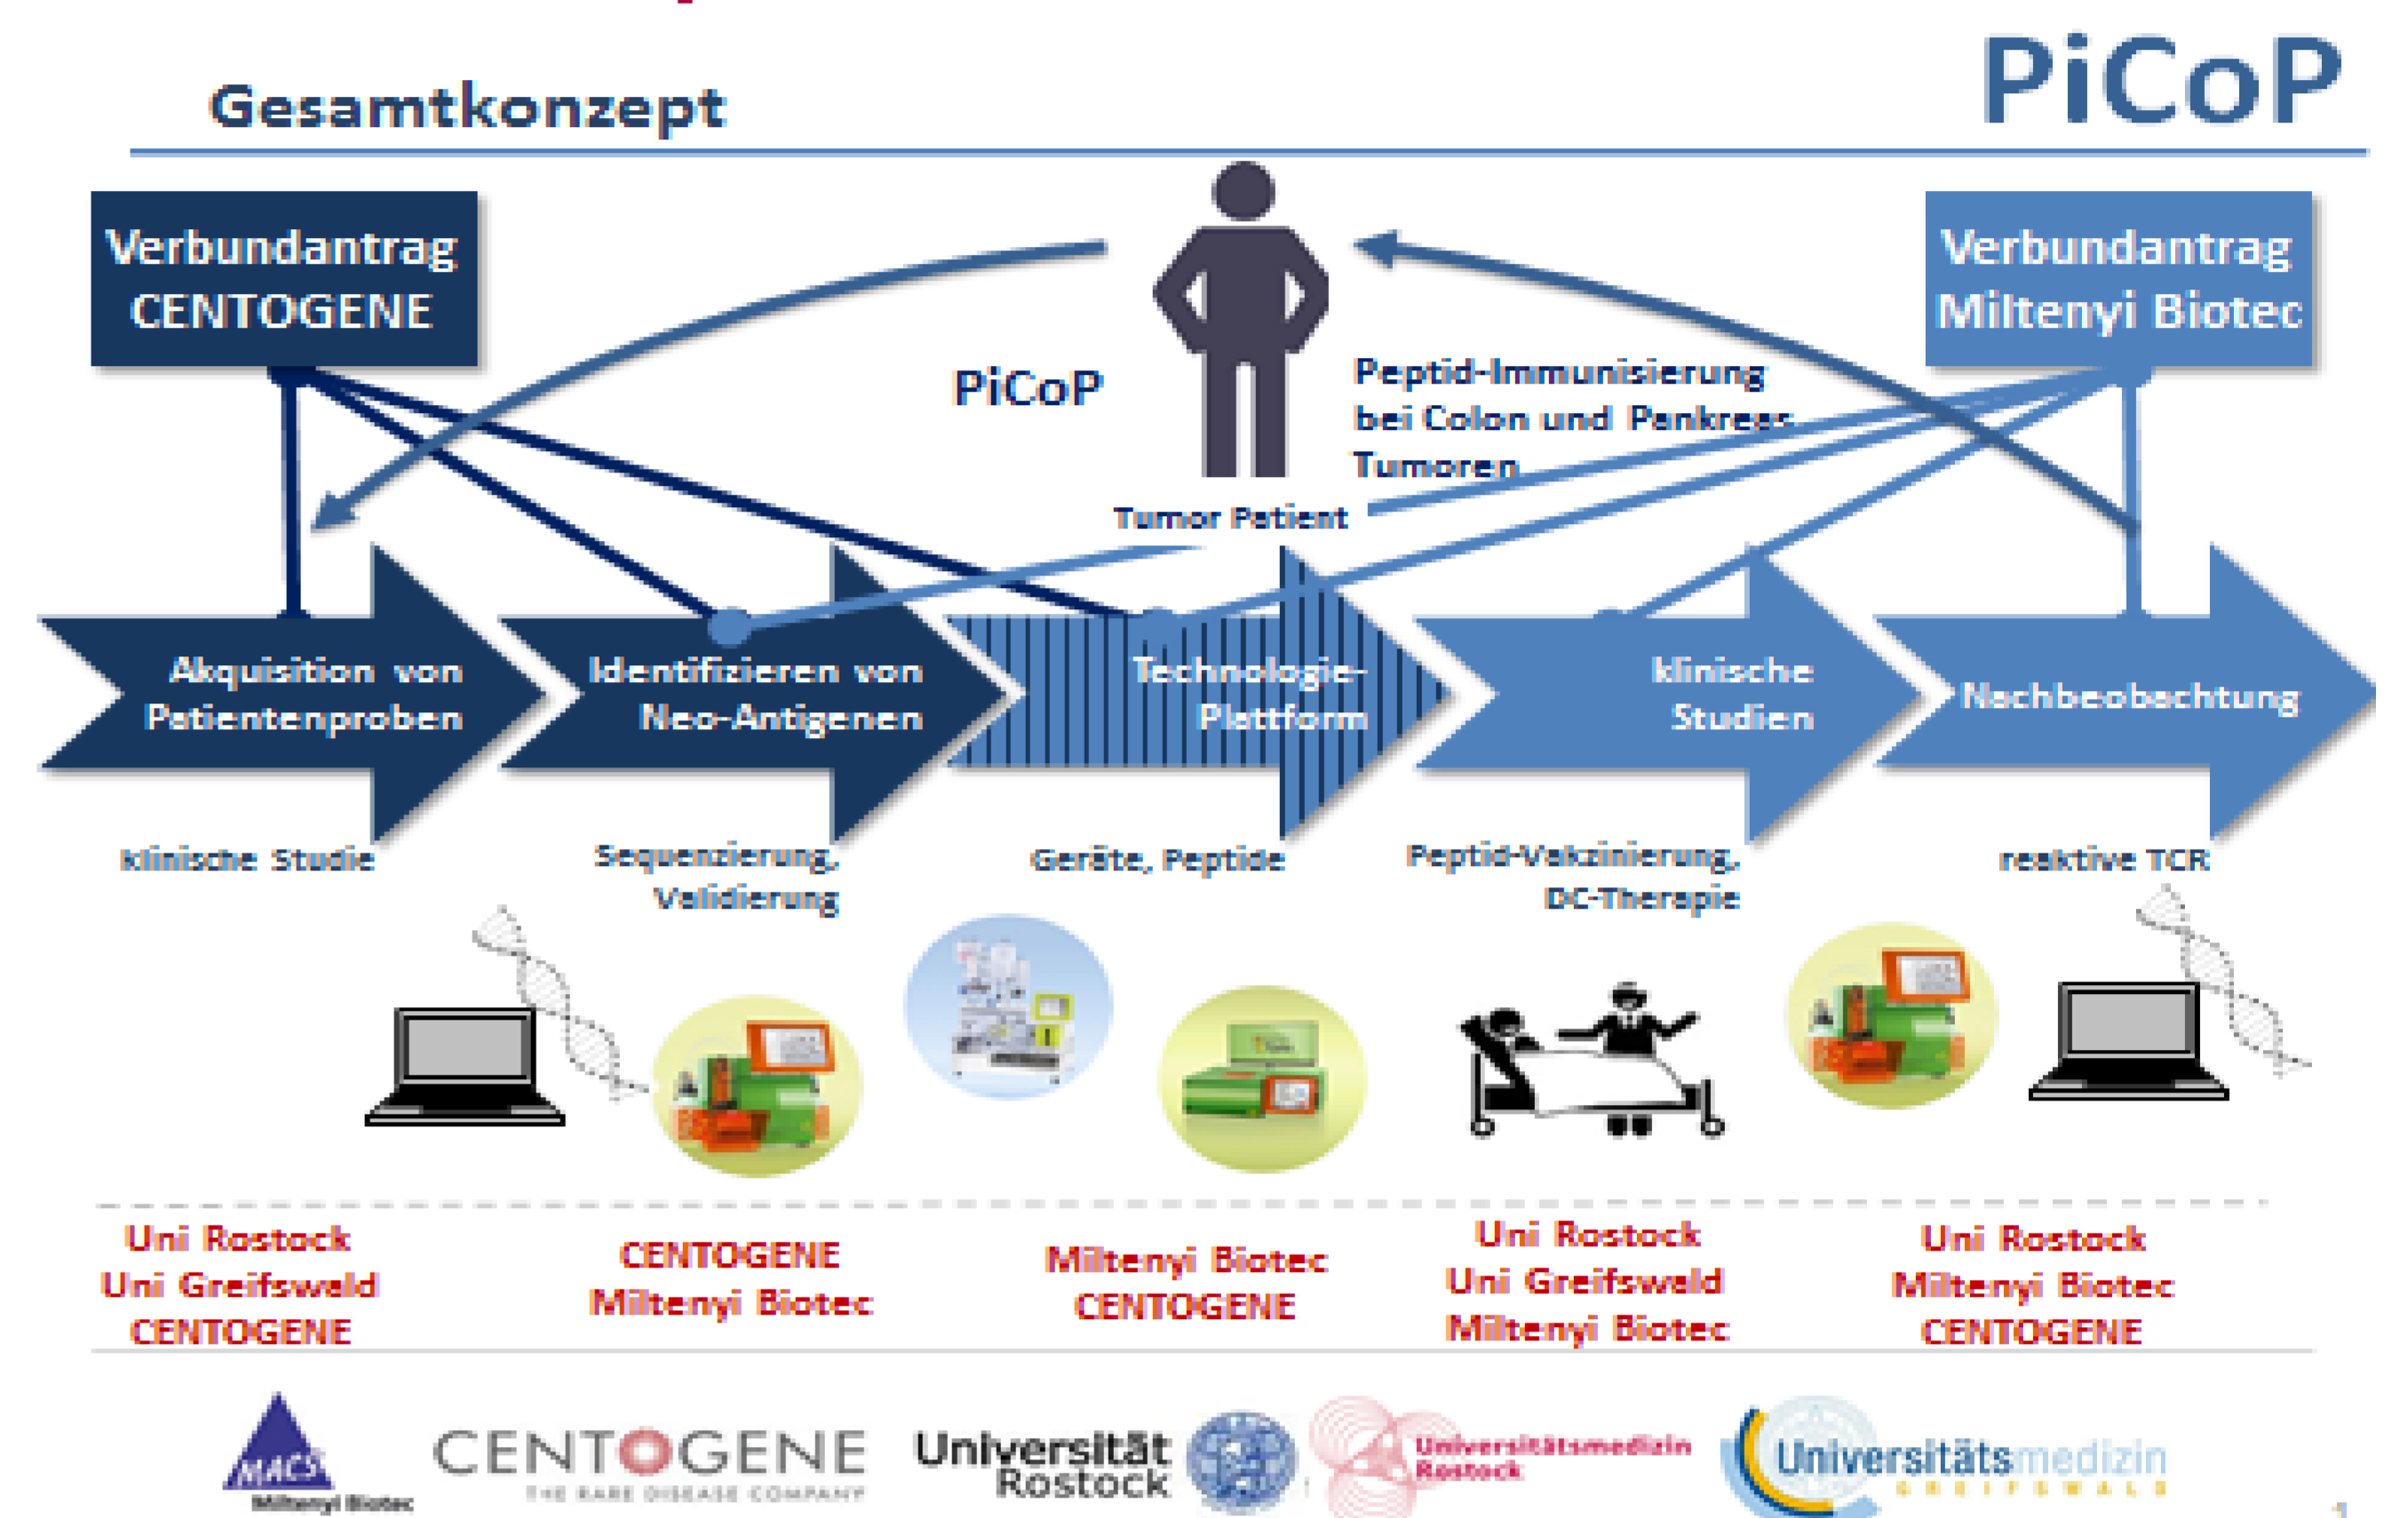 Gesamtkonzept
PiCoP
Verbundantrag
CENTOGENE
Verbundantrag
Miltenyi Biotec
PiCoP
Peptid-Immunisierung
bei Colon und Pankreas
Tumoren
Tumor Patient
Akquisition von
Patientenproben
Identifizieren von
Neo-Antigenen
Technologie-
Plattform
klinische
Studien
Nachbeobachtung
klinische Studie
Sequenzierung,
Validierung
Geräte, Peptide
Peptid-Vakzinierung,
DC-Therapie
reaktive TCR
Uni Rostock
Uni Greifswald
CENTOGENE
CENTOGENE
Miltenyi Biotec
Miltenyi Biotec
CENTOGENE
Uni Rostock
Uni Greifswald
Miltenyi Biotec
Uni Rostock
Miltenyi Biotec
CENTOGENE
MACS
Miltenyi Biotec
CENTOGENE
THE RARE DISEASE COMPANY
Universität
Rostock
Universitätsmedizin
Rostock
Universitätsmedizin
GREIFSWALD
1